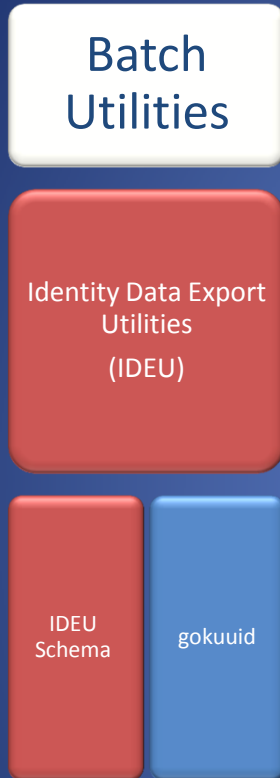 Batch
Utilities
Identity Data Export
Utilities
(IDEU)
IDEU
Schema
gokuuid